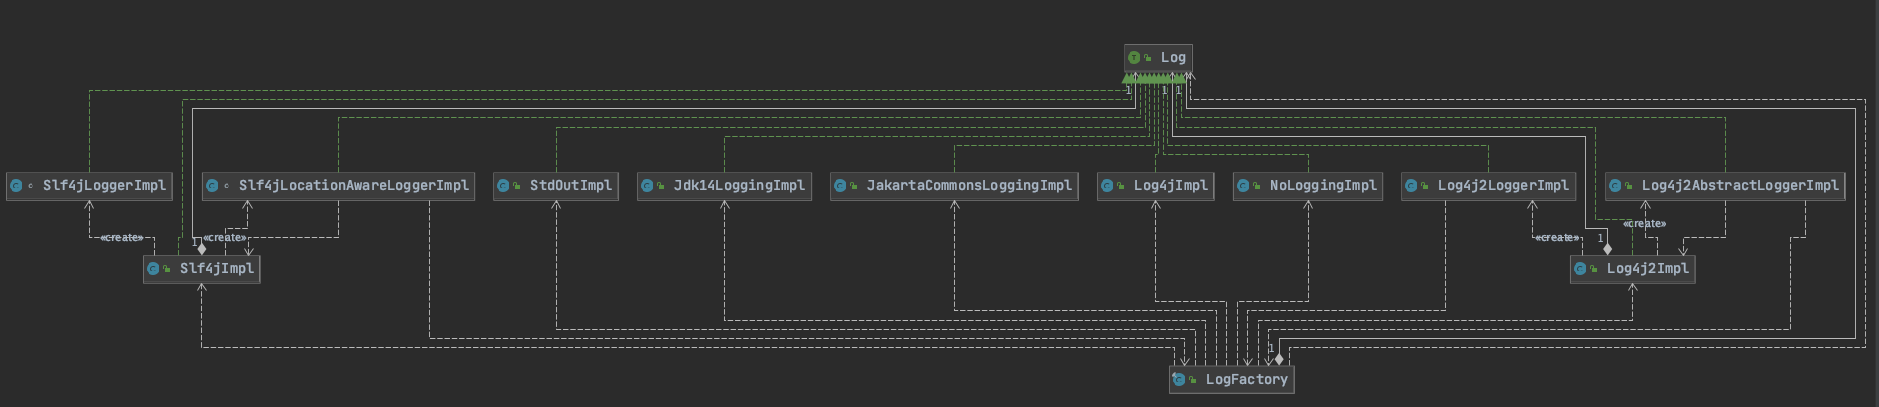 Log
1
1
1
Slf4jLoggerImpl
Slf4jLocationAwareLoggerImpl
StdOutImpl
Jdk14LoggingImpl
JakartaCommonsLoggingImpl
Log4jImpl
NoLoggingImpl
Log4j2LoggerImpl
Log4j2AbstractLoggerImpl
«create»
1
«create»
«create»
1
«create»
Slf4jImpl
Log4j2Impl
1
LogFactory